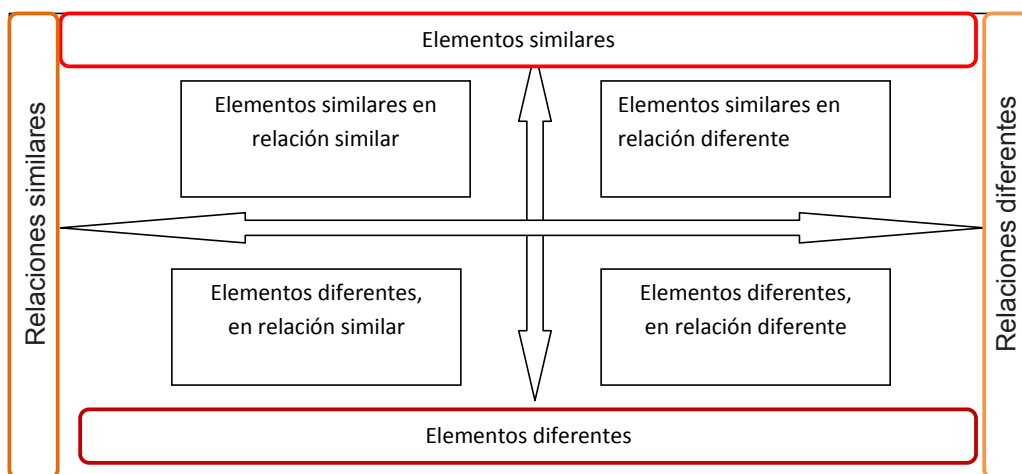 Elementos similares
Relaciones similares
Elementos similares en
relación similar
Elementos similares en
relación diferente
Relaciones diferentes
Elementos diferentes,
en relación similar
Elementos diferentes,
en relación diferente
Elementos diferentes